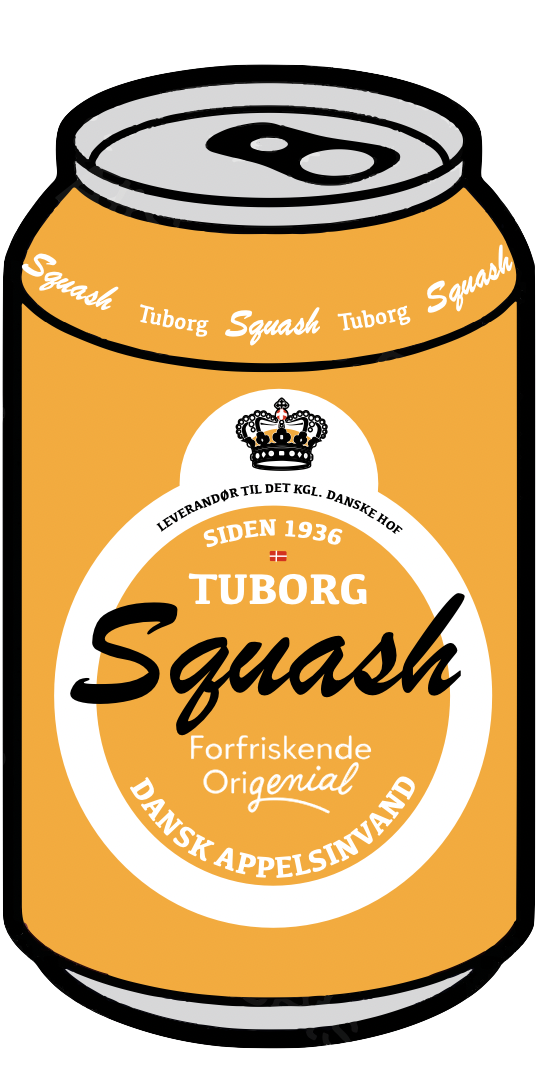 Squash Tuborg Squash Tuborg Squash
LEVERANDØR TIL DET KGL. DANSKE HOF
SIDEN 1936
TUBORG
Squash
Forfriskende
Origenial
DANSK APPELSINVAND